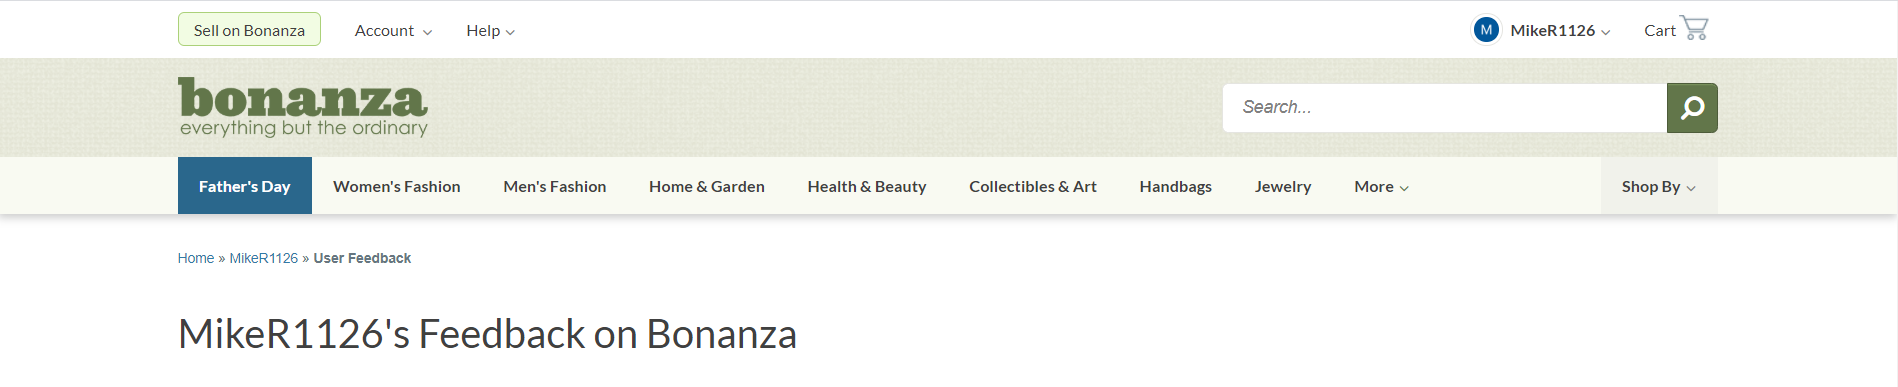 Sell on Bonanza Account Help M MikeR1126 Cart
bonanza
everything but the ordinary
Search...
Father's Day Women's Fashion Men's Fashion Home & Garden Health & Beauty Collectibles & Art Handbags Jewelry More Shop By
Home » MikeR1126 » User Feedback
MikeR1126's Feedback on Bonanza